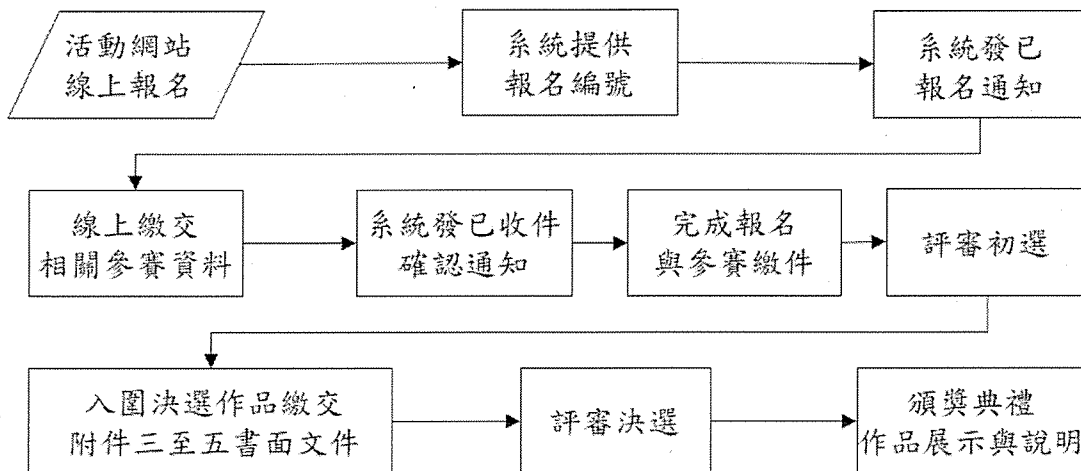 活動網站
線上報名
系統提供
報名編號
系統發已
報名通知
線上繳交
相關參賽資料
系統發已收件
確認通知
完成報名
與參賽繳件
評審初選
入圍決選作品繳交
附件三至五書面文件
評審決選
頒獎典禮
作品展示與說明